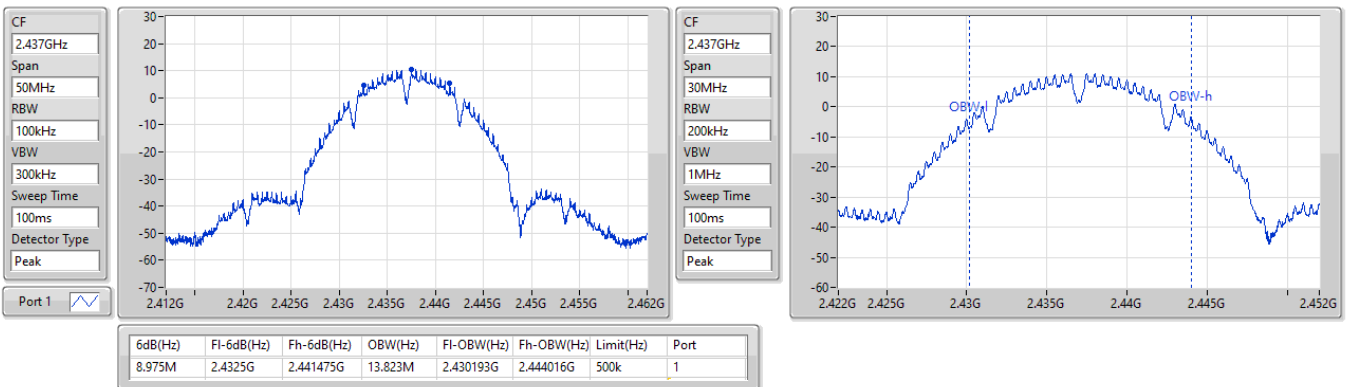 CF
2.437GHz
Span
50MHz
RBW
100kHz
VBW
300kHz
Sweep Time
100ms
Detector Type
Peak
Port 1
30
20
10
0
-10
-20
-30
-40
-50
-60
-70
2.412G 2.42G 2.425G 2.43G 2.435G 2.44G 2.445G 2.45G 2.455G 2.462G
CF
2.437GHz
Span
30MHz
RBW
200kHz
VBW
1MHz
Sweep Time
100ms
Detector Type
Peak
30
20
10
0
-10
-20
-30
-40
-50
-60
OBW-l
OBW-h
2.422G 2.425G 2.43G 2.435G 2.44G 2.445G 2.452G
6dB(Hz) Fl-6dB(Hz) Fh-6dB(Hz) OBW(Hz) Fl-OBW(Hz) Fh-OBW(Hz) Limit(Hz) Port
8.975M 2.4325G 2.441475G 13.823M 2.430193G 2.444016G 500k 1